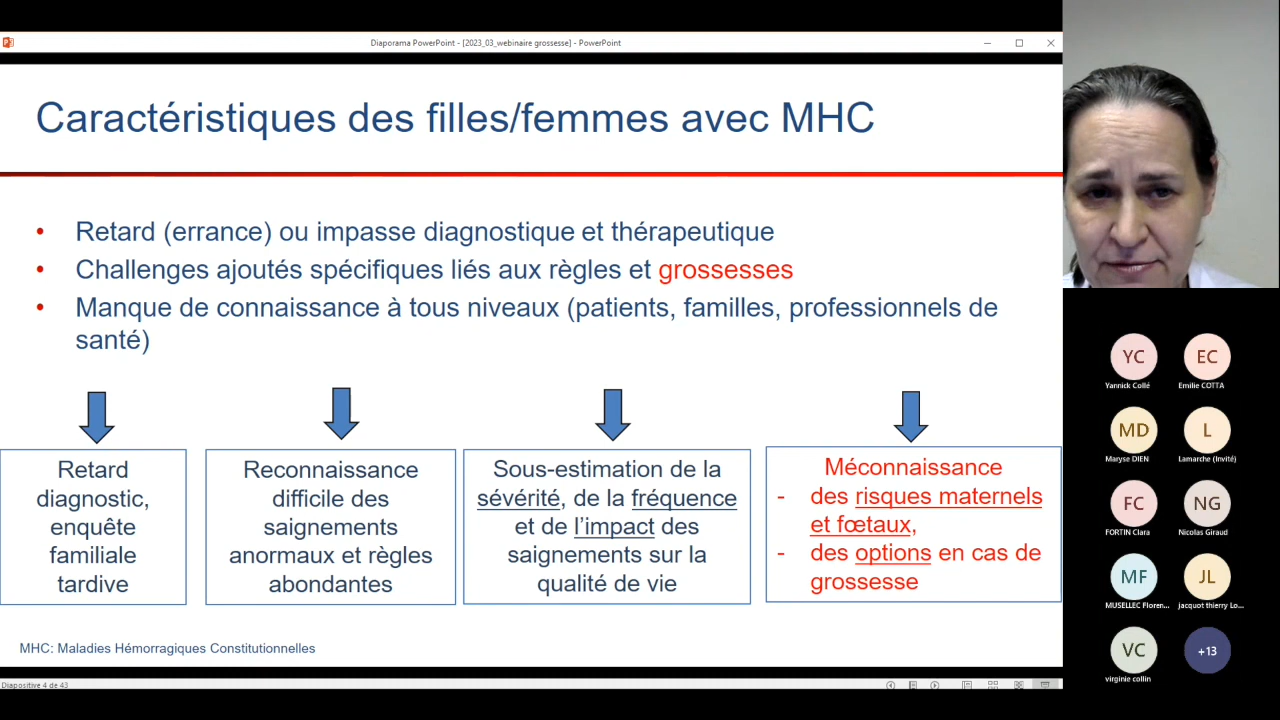 Diaporama PowerPoint - [2023_03_webinaire grossesse] - PowerPoint
Caractéristiques des filles/femmes avec MHC
• Retard (errance) ou impasse diagnostique et thérapeutique
• Challenges ajoutés spécifiques liés aux règles et grossesses
• Manque de connaissance à tous niveaux (patients, familles, professionnels de
santé)
Retard
diagnostic,
enquête
familiale
tardive
Reconnaissance
difficile des
saignements
anormaux et règles
abondantes
Sous-estimation de la
sévérité, de la fréquence
et de l'impact des
saignements sur la
qualité de vie
Méconnaissance
- des risques maternels
et fœtaux,
- des options en cas de
grossesse
MHC: Maladies Hémorragiques Constitutionnelles
Diapositive 4 de 43
YC
Yannick Collé
EC
Emilie COTTA
MD
Maryse DIEN
L
Lamarche (Invité)
FC
FORTIN Clara
NG
Nicolas Giraud
MF
MUSELLEC Floren...
JL
jacquot thierry Lo...
VC
virginie collin
+13